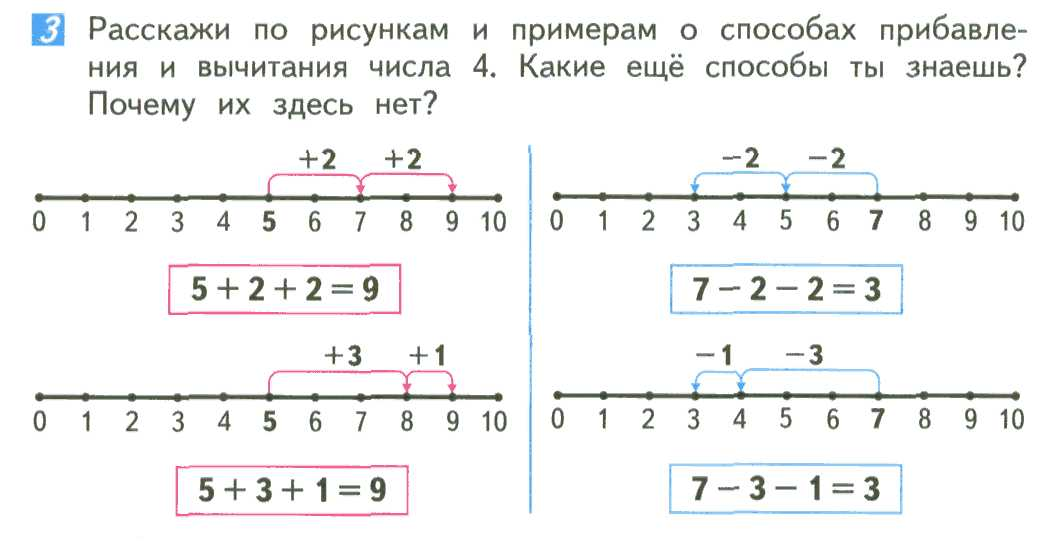 3 Расскажи по рисункам и примерам о способах прибавле-
ния и вычитания числа 4. Какие ещё способы ты знаешь?
Почему их здесь нет?
+2 +2
0 1 2 3 4 5 6 7 8 9 10
5 + 2 + 2 = 9
+3 +1
0 1 2 3 4 5 6 7 8 9 10
5 + 3 + 1 = 9
−2 −2
0 1 2 3 4 5 6 7 8 9 10
7 − 2 − 2 = 3
−1 −3
0 1 2 3 4 5 6 7 8 9 10
7 − 3 − 1 = 3